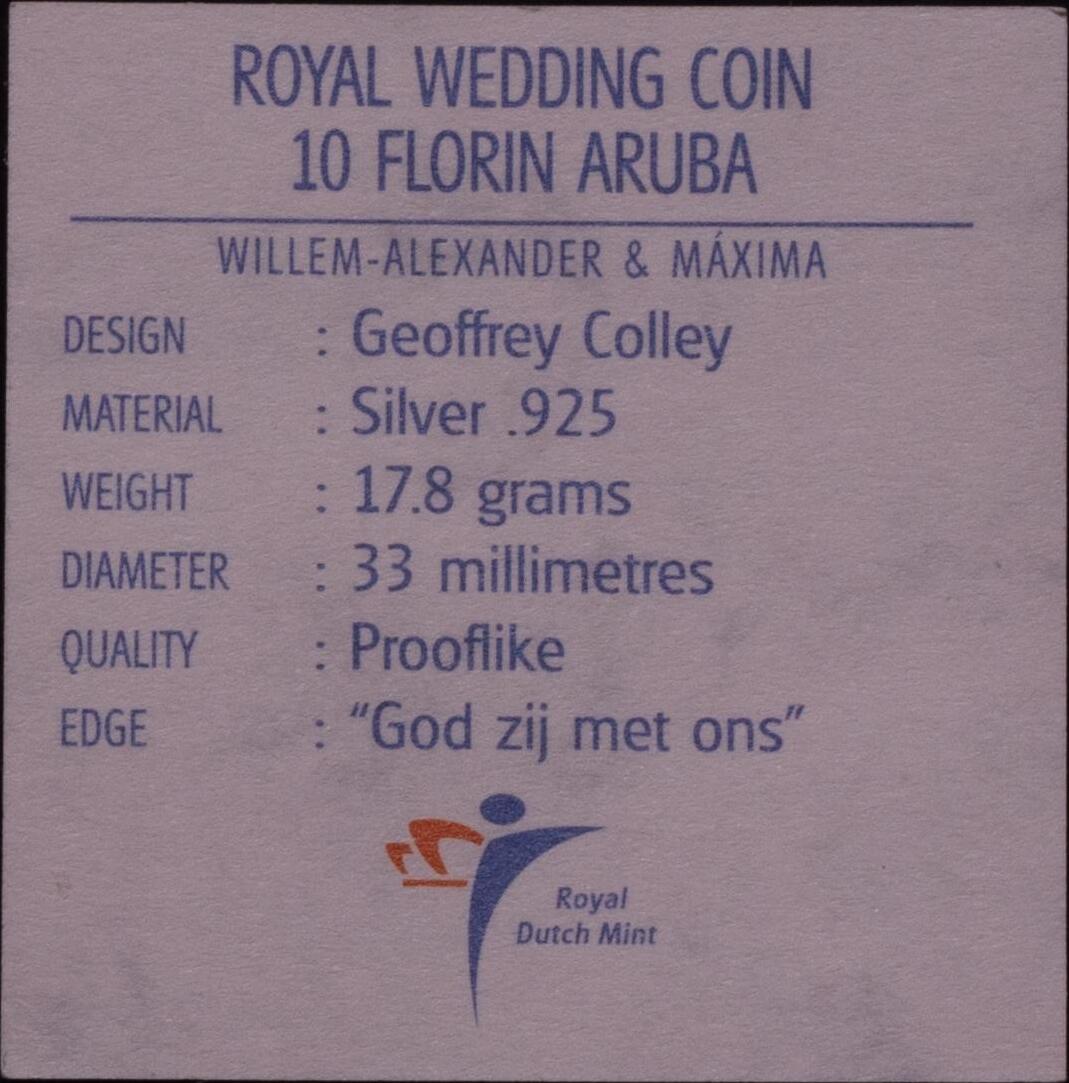 ROYAL WEDDING COIN
10 FLORIN ARUBA
WILLEM-ALEXANDER & MÁXIMA
DESIGN : Geoffrey Colley
MATERIAL : Silver .925
WEIGHT : 17.8 grams
DIAMETER : 33 millimetres
QUALITY : Prooflike
EDGE : “God zij met ons”
Royal
Dutch Mint